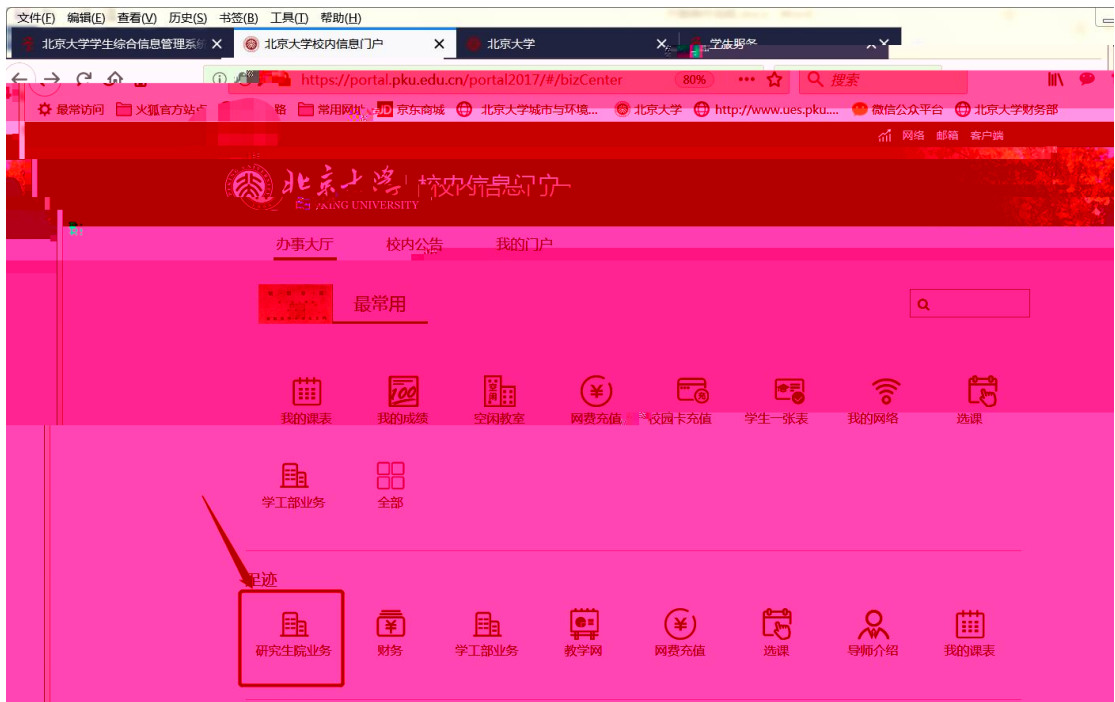 文件(F) 编辑(E) 查看(V) 历史(S) 书签(B) 工具(T) 帮助(H)
北京大学学生综合信息管理系统 北京大学校内信息门户 北京大学
https://portal.pku.edu.cn/portal2017/#/bizCenter 80% 搜索
最常访问 火狐官方站点 常用网址 京东商城 北京大学城市与环境... 北京大学 http://www.ues.pku.... 微信公众平台 北京大学财务部
网络 邮箱 客户端
北京大学 校内信息门户
UNIVERSITY
办事大厅 校内公告 我的门户
最常用
我的课表 我的成绩 空闲教室 网费充值 校园卡充值 学生一张表 我的网络 选课
学工部业务 全部
足迹
研究生院业务 财务 学工部业务 教学网 网费充值 选课 导师介绍 我的课表